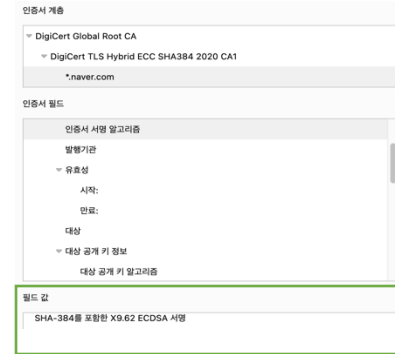 인증서 계층
DigiCert Global Root CA
DigiCert TLS Hybrid ECC SHA384 2020 CA1
*.naver.com
인증서 필드
인증서 서명 알고리즘
발행기관
유효성
시작:
만료:
대상
대상 공개 키 정보
대상 공개 키 알고리즘
필드 값
SHA-384를 포함한 X9.62 ECDSA 서명